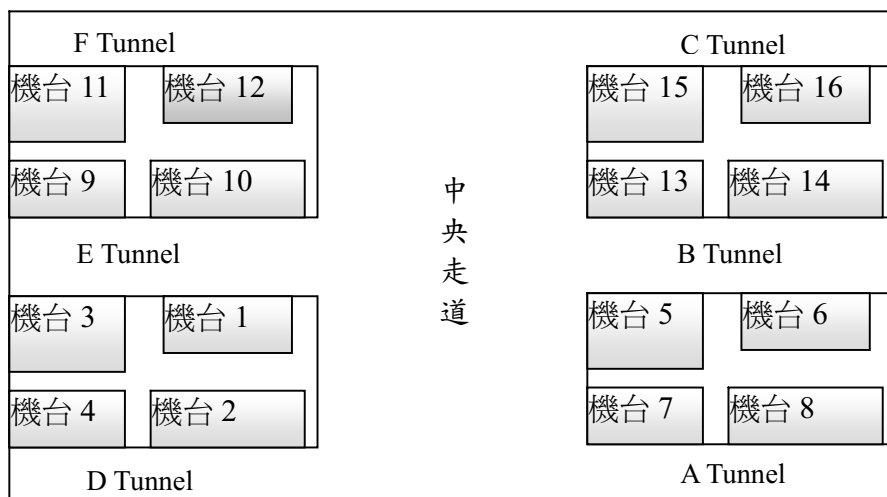 F Tunnel
C Tunnel
機台 11
機台 12
機台 15
機台 16
機台 9
機台 10
機台 13
機台 14
中央走道
E Tunnel
B Tunnel
機台 3
機台 1
機台 5
機台 6
機台 4
機台 2
機台 7
機台 8
D Tunnel
A Tunnel